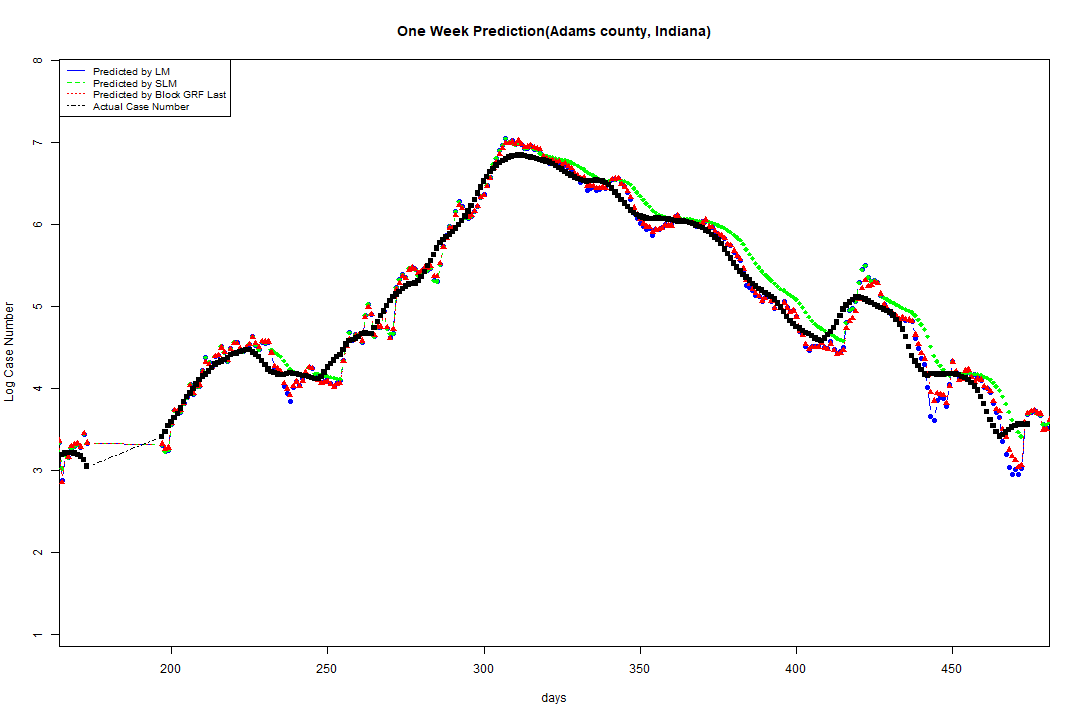 One Week Prediction(Adams county, Indiana)
Predicted by LM
Predicted by SLM
Predicted by Block GRF Last
Actual Case Number
8
7
6
5
4
3
2
1
Log Case Number
200 250 300 350 400 450
days